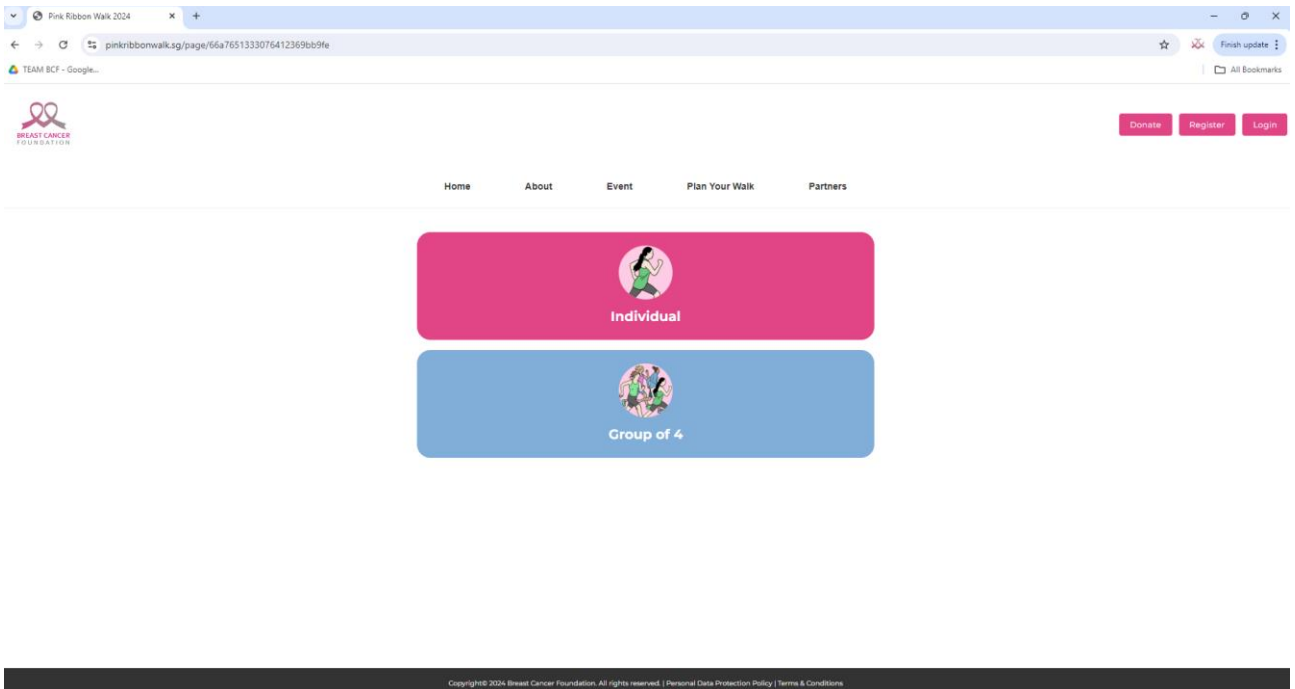 Pink Ribbon Walk 2024
pinkribbonwalk.sg/page/66a7651333076412369bb9fe
Finish update
TEAM BCF - Google...
All Bookmarks
BREAST CANCER
FOUNDATION
Donate Register Login
Home About Event Plan Your Walk Partners
Individual
Group of 4
Copyright© 2024 Breast Cancer Foundation. All rights reserved. | Personal Data Protection Policy | Terms & Conditions